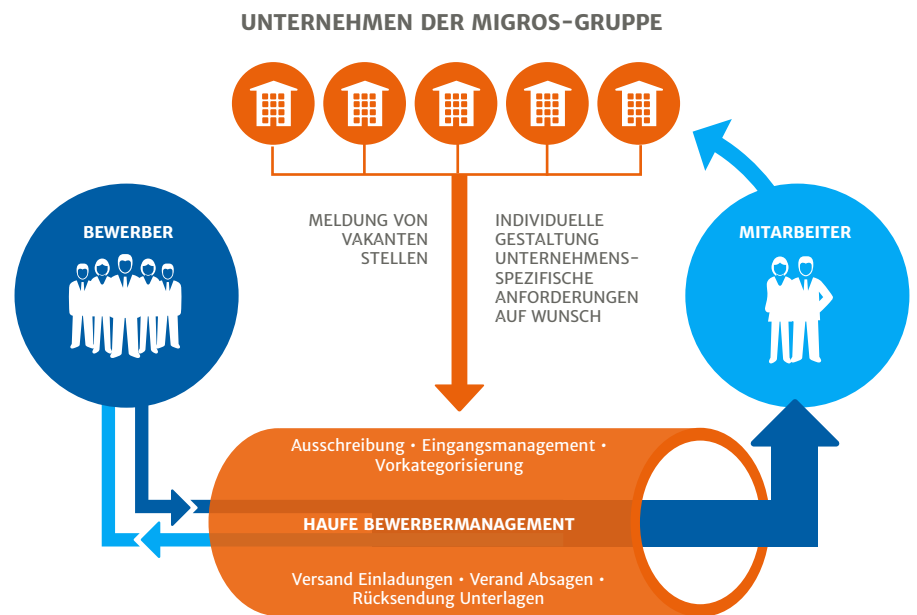 UNTERNEHMEN DER MIGROS-GRUPPE
MELDUNG VON
VAKANTEN
STELLEN
INDIVIDUELLE
GESTALTUNG
UNTERNEHMENS-
SPEZIFISCHE
ANFORDERUNGEN
AUF WUNSCH
BEWERBER
MITARBEITER
Ausschreibung • Eingangsmanagement •
Vorkategorisierung
HAUFE BEWERBERMANAGEMENT
Versand Einladungen • Verand Absagen •
Rücksendung Unterlagen